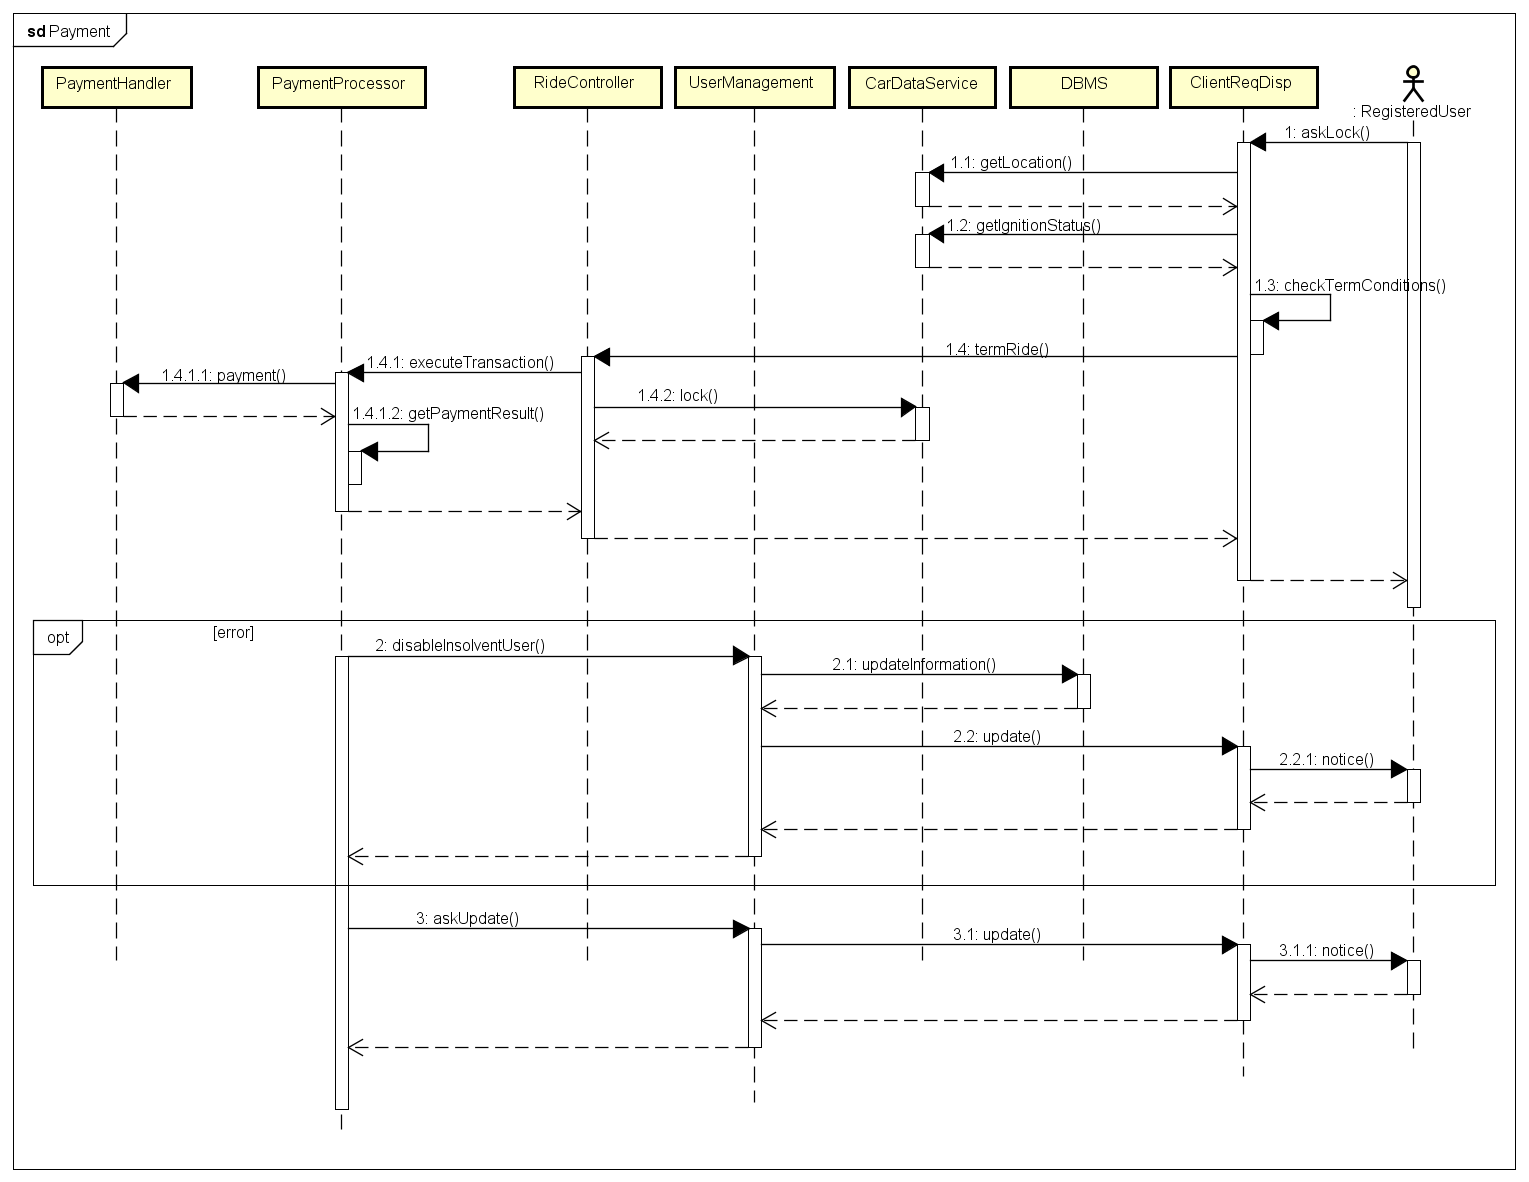 sd Payment
PaymentHandler
PaymentProcessor
RideController
UserManagement
CarDataService
DBMS
ClientReqDisp
: RegisteredUser
1: askLock()
1.1: getLocation()
1.2: getIgnitionStatus()
1.3: checkTermConditions()
1.4: termRide()
1.4.1: executeTransaction()
1.4.1.1: payment()
1.4.2: lock()
1.4.1.2: getPaymentResult()
opt
[error]
2: disableInsolventUser()
2.1: updateInformation()
2.2: update()
2.2.1: notice()
3: askUpdate()
3.1: update()
3.1.1: notice()